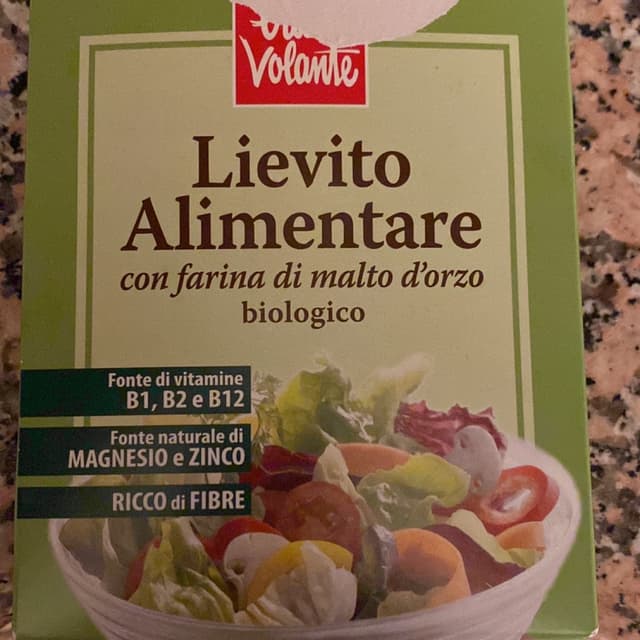 Volante
Lievito
Alimentare
con farina di malto d'orzo
biologico
Fonte di vitamine
B1, B2 e B12
Fonte naturale di
MAGNESIO e ZINCO
RICCO di FIBRE